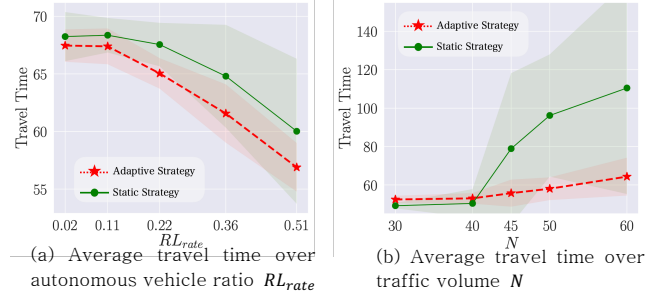 70
65
60
55
Travel Time
Adaptive Strategy
Static Strategy
0.02 0.11 0.22 0.36 0.51
RL_rate
(a) Average travel time over
autonomous vehicle ratio RL_rate
140
120
100
80
60
Travel Time
Adaptive Strategy
Static Strategy
30 40 45 50 60
N
(b) Average travel time over
traffic volume N